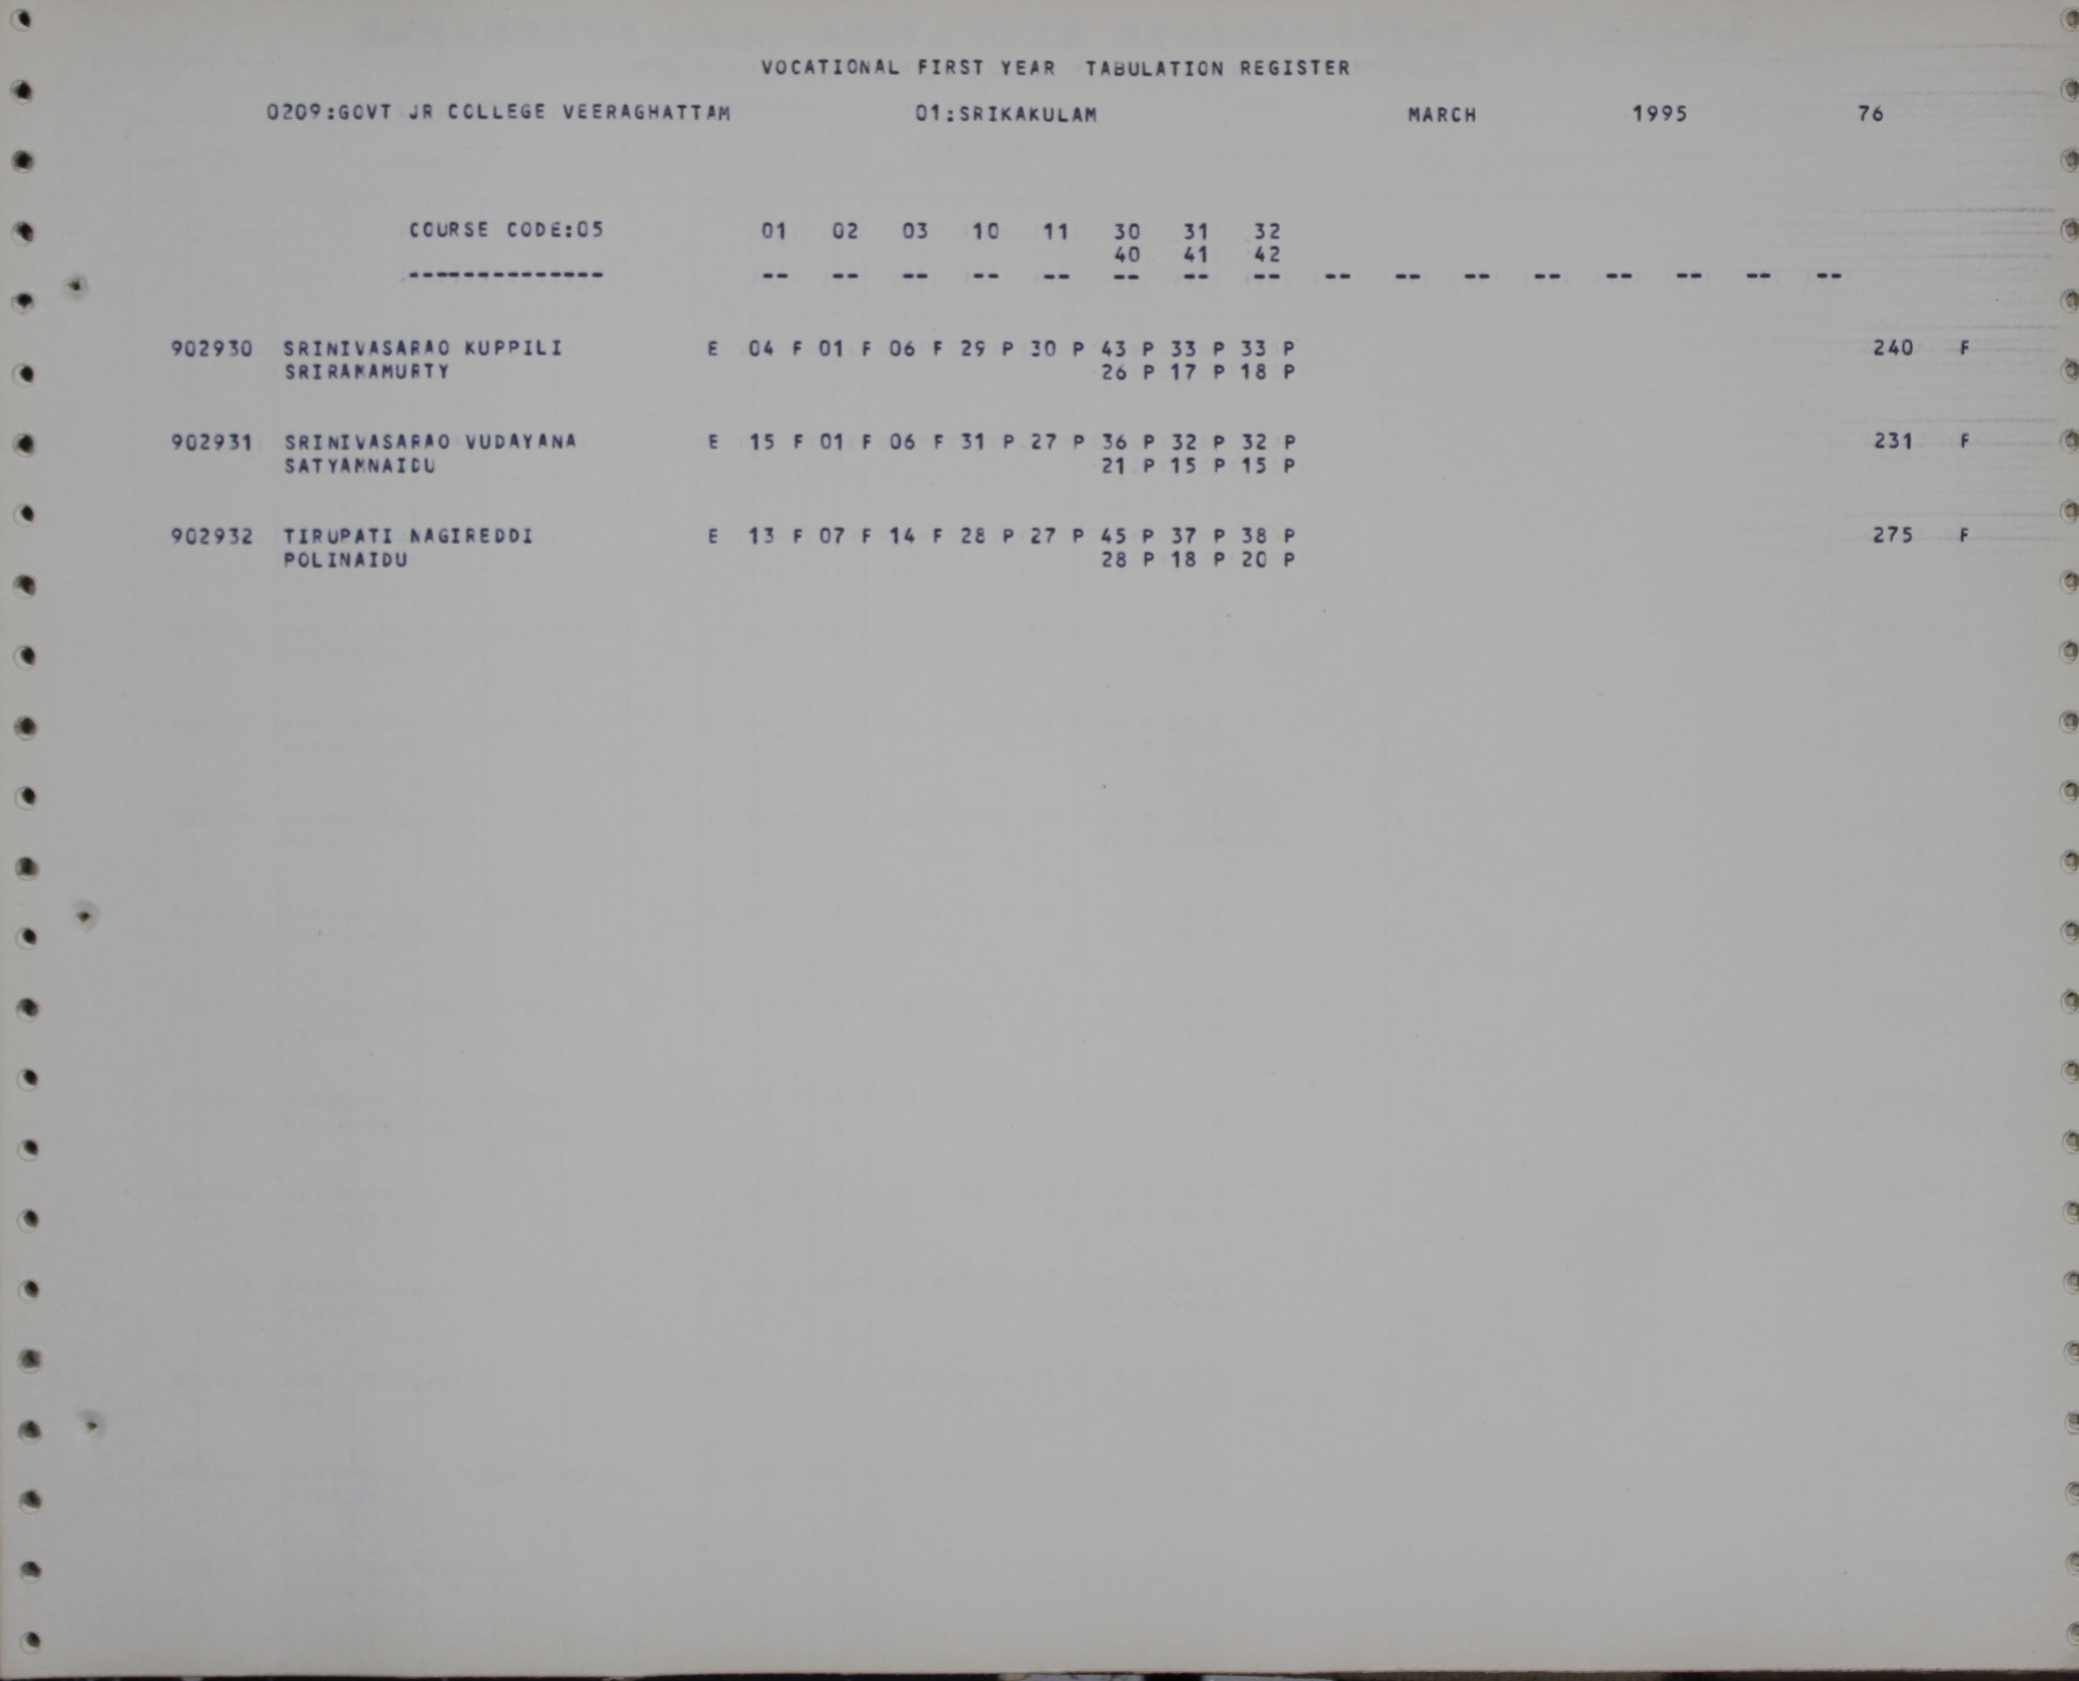 VOCATIONAL FIRST YEAR TABULATION REGISTER
0209:GOVT JR COLLEGE VEERAGHATTAM 01:SRIKAKULAM MARCH 1995 76
COURSE CODE:05 01 02 03 10 11 30 31 32
40 41 42
-------------- -- -- -- -- -- -- -- -- -- -- -- -- -- -- -- --
902930 SRINIVASARAO KUPPILI E 04 F 01 F 06 F 29 P 30 P 43 P 33 P 33 P 240 F
SRIRAMAMURTY 26 P 17 P 18 P
902931 SRINIVASARAO VUDAYANA E 15 F 01 F 06 F 31 P 27 P 36 P 32 P 32 P 231 F
SATYAMNAIDU 21 P 15 P 15 P
902932 TIRUPATI NAGIREDDI E 13 F 07 F 14 F 28 P 27 P 45 P 37 P 38 P 275 F
POLINAIDU 28 P 18 P 20 P